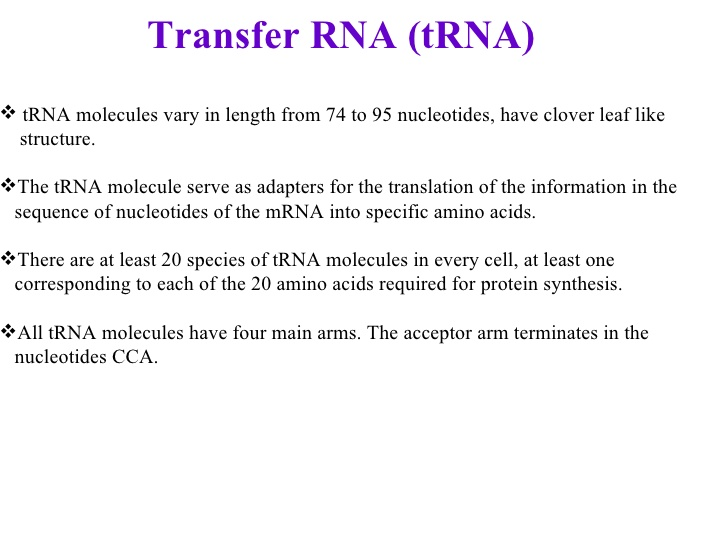 Transfer RNA (tRNA)
❖ tRNA molecules vary in length from 74 to 95 nucleotides, have clover leaf like
structure.
❖The tRNA molecule serve as adapters for the translation of the information in the
sequence of nucleotides of the mRNA into specific amino acids.
❖There are at least 20 species of tRNA molecules in every cell, at least one
corresponding to each of the 20 amino acids required for protein synthesis.
❖All tRNA molecules have four main arms. The acceptor arm terminates in the
nucleotides CCA.